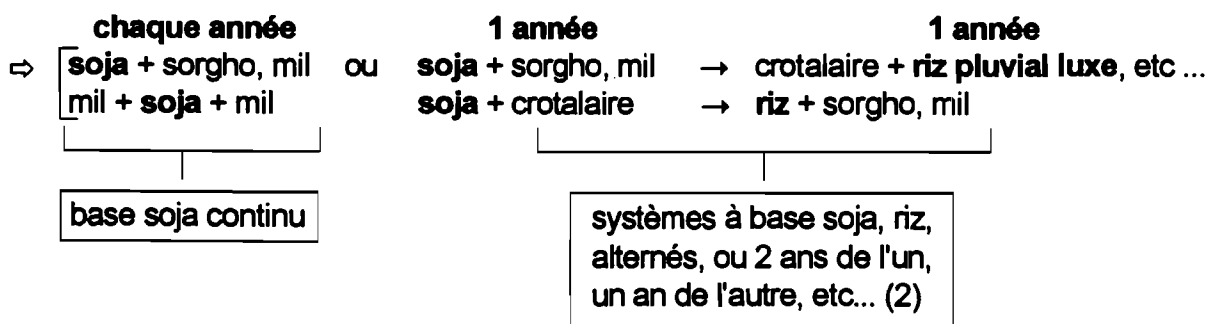 chaque année 1 année 1 année
⇨ soja + sorgho, mil ou soja + sorgho, mil → crotalaire + riz pluvial luxe, etc ...
mil + soja + mil soja + crotalaire → riz + sorgho, mil
base soja continu
systèmes à base soja, riz,
alternés, ou 2 ans de l'un,
un an de l'autre, etc... (2)